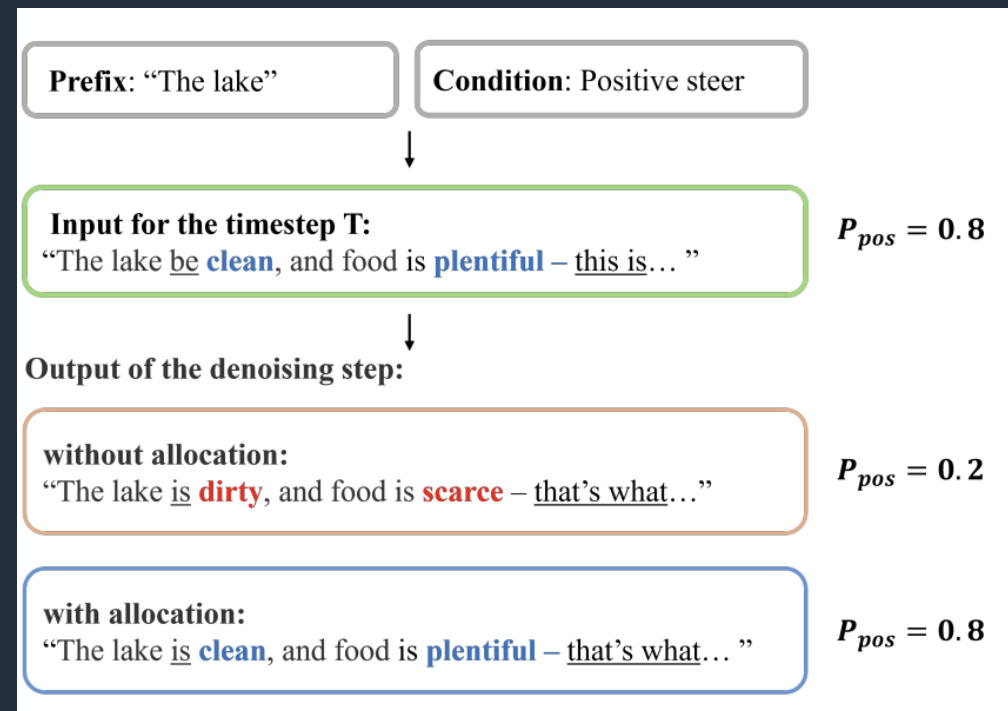 Prefix: “The lake”
Condition: Positive steer
Input for the timestep T:
“The lake be clean, and food is plentiful – this is… ”
P_pos = 0.8
Output of the denoising step:
without allocation:
“The lake is dirty, and food is scarce – that’s what…”
P_pos = 0.2
with allocation:
“The lake is clean, and food is plentiful – that’s what… ”
P_pos = 0.8